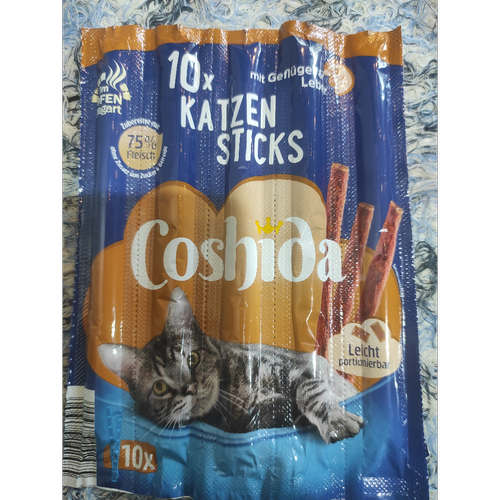 im
OFEN
gegart
10x
KATZEN
STICKS
mit Geflügel &
Leber
75%
Fleisch
Coshida
Leicht
portionierbar
10x